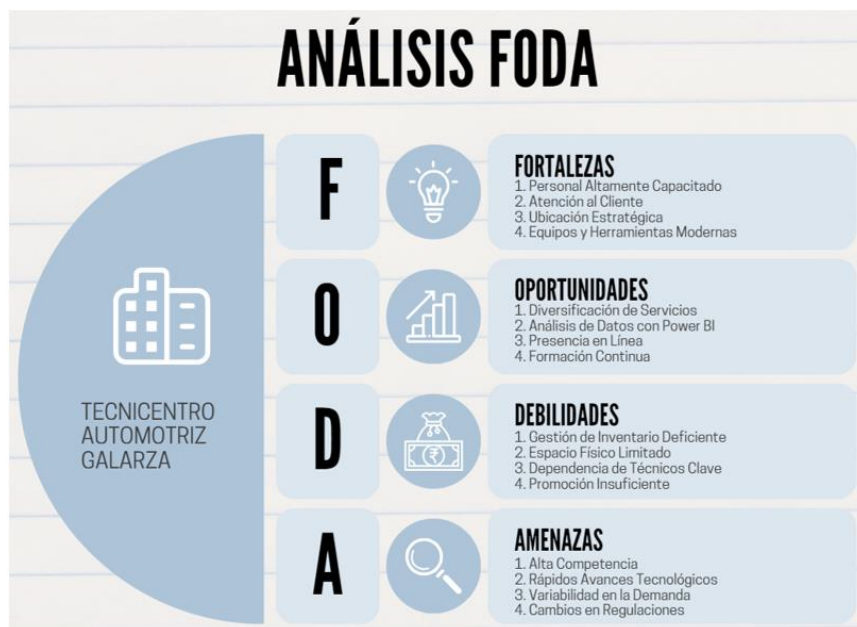 ANÁLISIS FODA
TECNICENTRO
AUTOMOTRIZ
GALARZA
F
FORTALEZAS
1. Personal Altamente Capacitado
2. Atención al Cliente
3. Ubicación Estratégica
4. Equipos y Herramientas Modernas
O
OPORTUNIDADES
1. Diversificación de Servicios
2. Análisis de Datos con Power BI
3. Presencia en Línea
4. Formación Continua
D
₹
DEBILIDADES
1. Gestión de Inventario Deficiente
2. Espacio Físico Limitado
3. Dependencia de Técnicos Clave
4. Promoción Insuficiente
A
AMENAZAS
1. Alta Competencia
2. Rápidos Avances Tecnológicos
3. Variabilidad en la Demanda
4. Cambios en Regulaciones